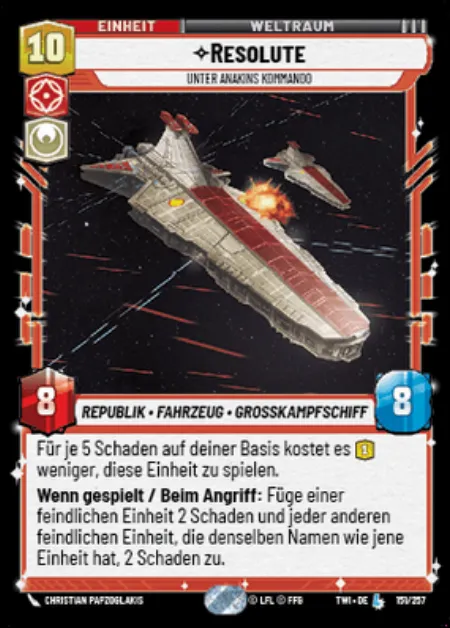 EINHEIT
WELTRAUM
10
RESOLUTE
UNTER ANAKINS KOMMANDO
8
REPUBLIK • FAHRZEUG • GROSSKAMPFSCHIFF
8
Für je 5 Schaden auf deiner Basis kostet es 1
weniger, diese Einheit zu spielen.
Wenn gespielt / Beim Angriff: Füge einer
feindlichen Einheit 2 Schaden und jeder anderen
feindlichen Einheit, die denselben Namen wie jene
Einheit hat, 2 Schaden zu.
CHRISTIAN PAPZOGLAKIS
© LFL © FFG
TWI • DE L 151/257